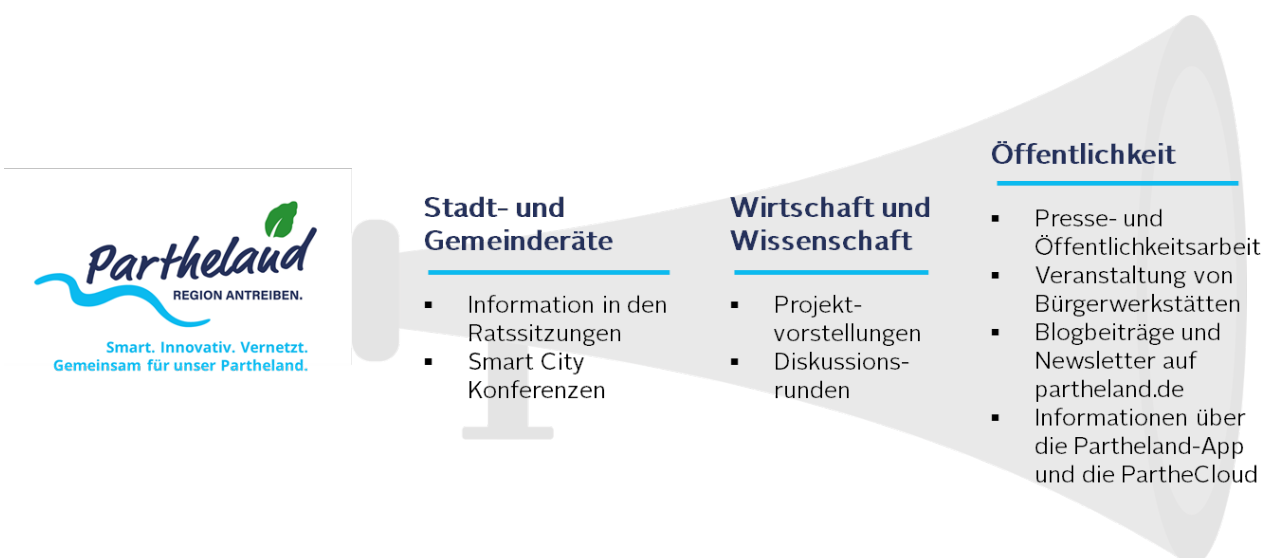 Partheland
REGION ANTREIBEN.
Smart. Innovativ. Vernetzt.
Gemeinsam für unser Partheland.
Stadt- und
Gemeinderäte
▪ Information in den
Ratssitzungen
▪ Smart City
Konferenzen
Wirtschaft und
Wissenschaft
▪ Projekt-
vorstellungen
▪ Diskussions-
runden
Öffentlichkeit
▪ Presse- und
Öffentlichkeitsarbeit
▪ Veranstaltung von
Bürgerwerkstätten
▪ Blogbeiträge und
Newsletter auf
partheland.de
▪ Informationen über
die Partheland-App
und die PartheCloud